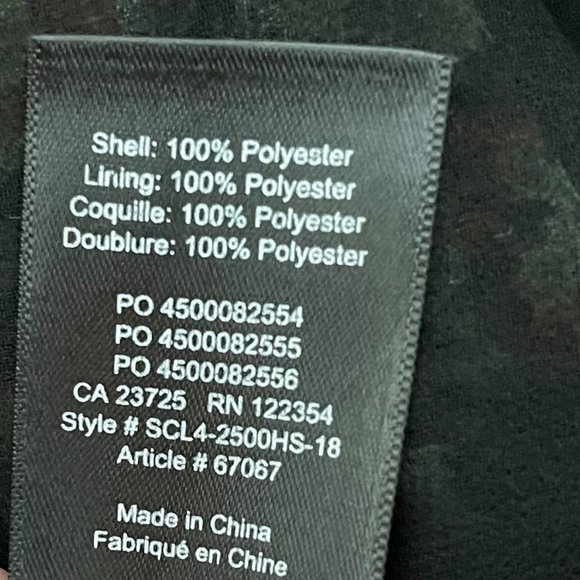 Shell: 100% Polyester
Lining: 100% Polyester
Coquille: 100% Polyester
Doublure: 100% Polyester
PO 4500082554
PO 4500082555
PO 4500082556
CA 23725 RN 122354
Style # SCL4-2500HS-18
Article # 67067
Made in China
Fabriqué en Chine